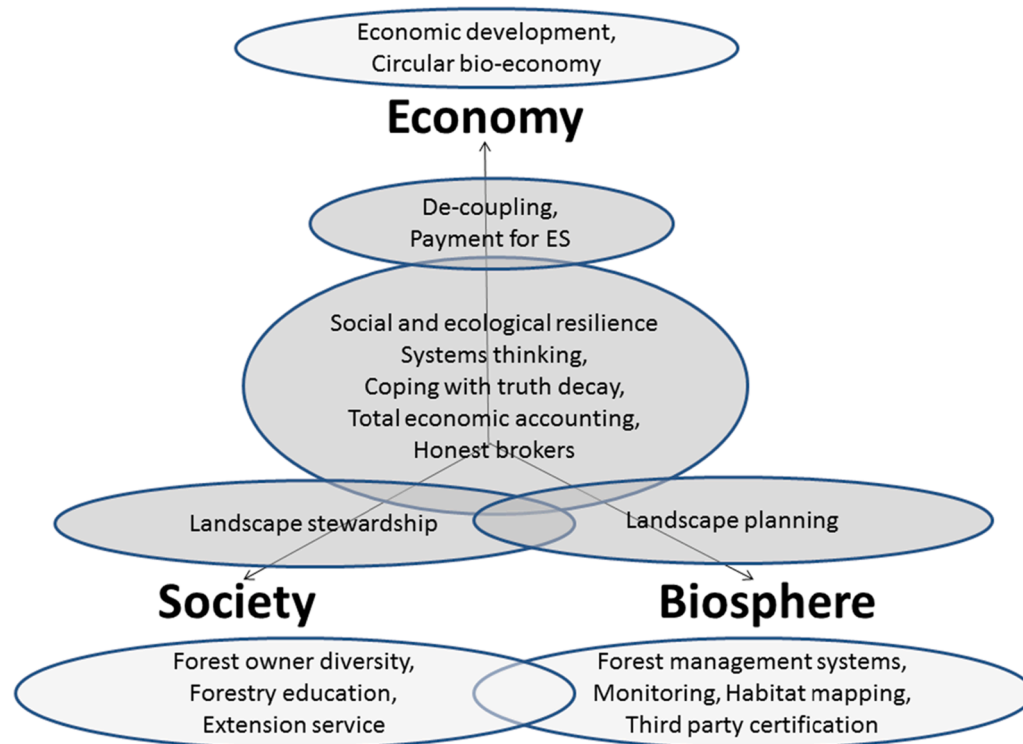 Economic development,
Circular bio-economy
Economy
De-coupling,
Payment for ES
Social and ecological resilience
Systems thinking,
Coping with truth decay,
Total economic accounting,
Honest brokers
Landscape stewardship
Landscape planning
Society
Biosphere
Forest owner diversity,
Forestry education,
Extension service
Forest management systems,
Monitoring, Habitat mapping,
Third party certification